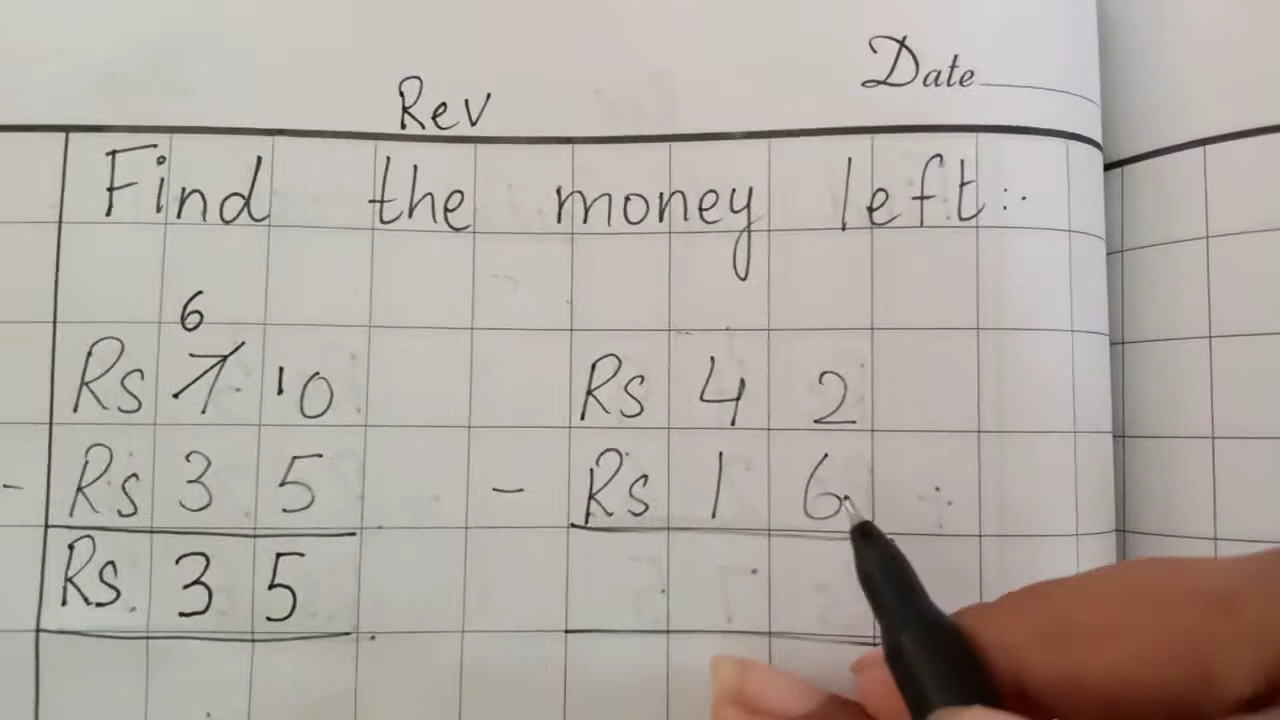 Date
Rev
Find the money left:
6
Rs 7 10 Rs 4 2
- Rs 3 5 - Rs 1 6
Rs. 3 5